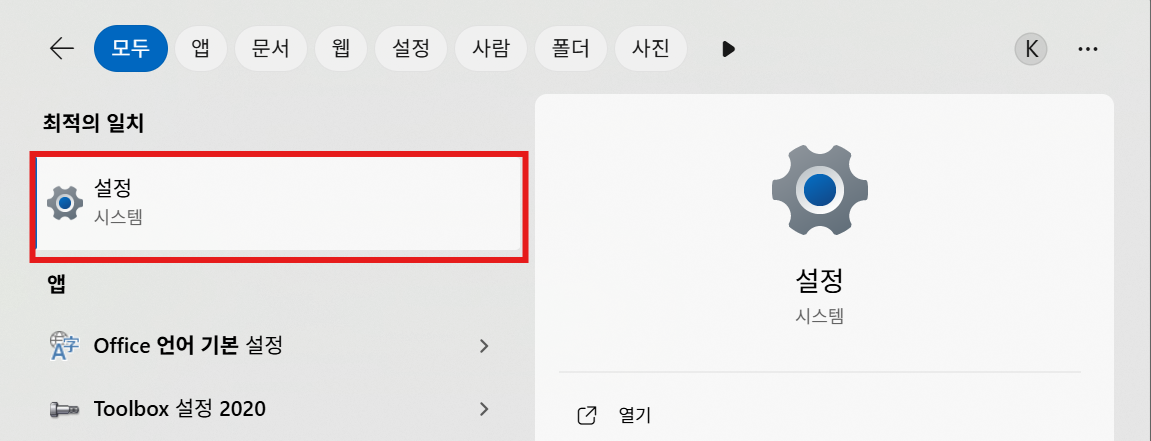 모두 앱 문서 웹 설정 사람 폴더 사진 K
최적의 일치
설정
시스템
앱
Office 언어 기본 설정
Toolbox 설정 2020
설정
시스템
열기